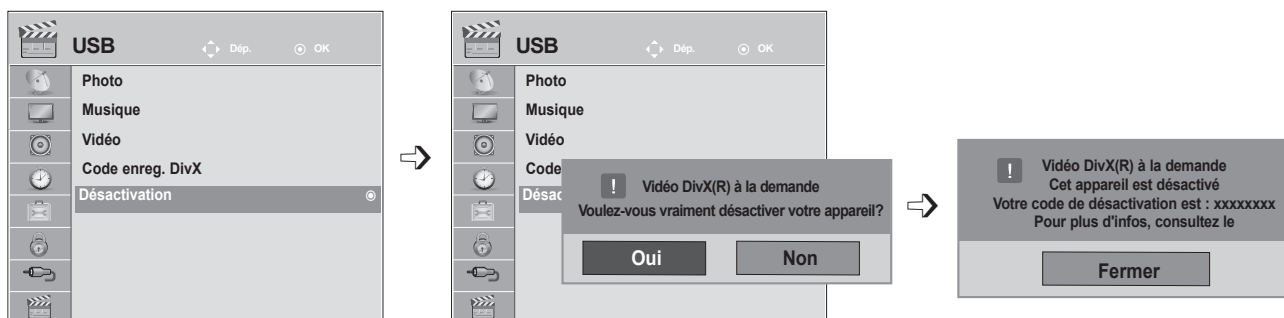 USB Dép. OK
Photo
Musique
Vidéo
Code enreg. DivX
Désactivation
USB Dép. OK
Photo
Musique
Vidéo
Code
Désac
! Vidéo DivX(R) à la demande
Voulez-vous vraiment désactiver votre appareil?
Oui Non
! Vidéo DivX(R) à la demande
Cet appareil est désactivé
Votre code de désactivation est : xxxxxxxx
Pour plus d'infos, consultez le
Fermer